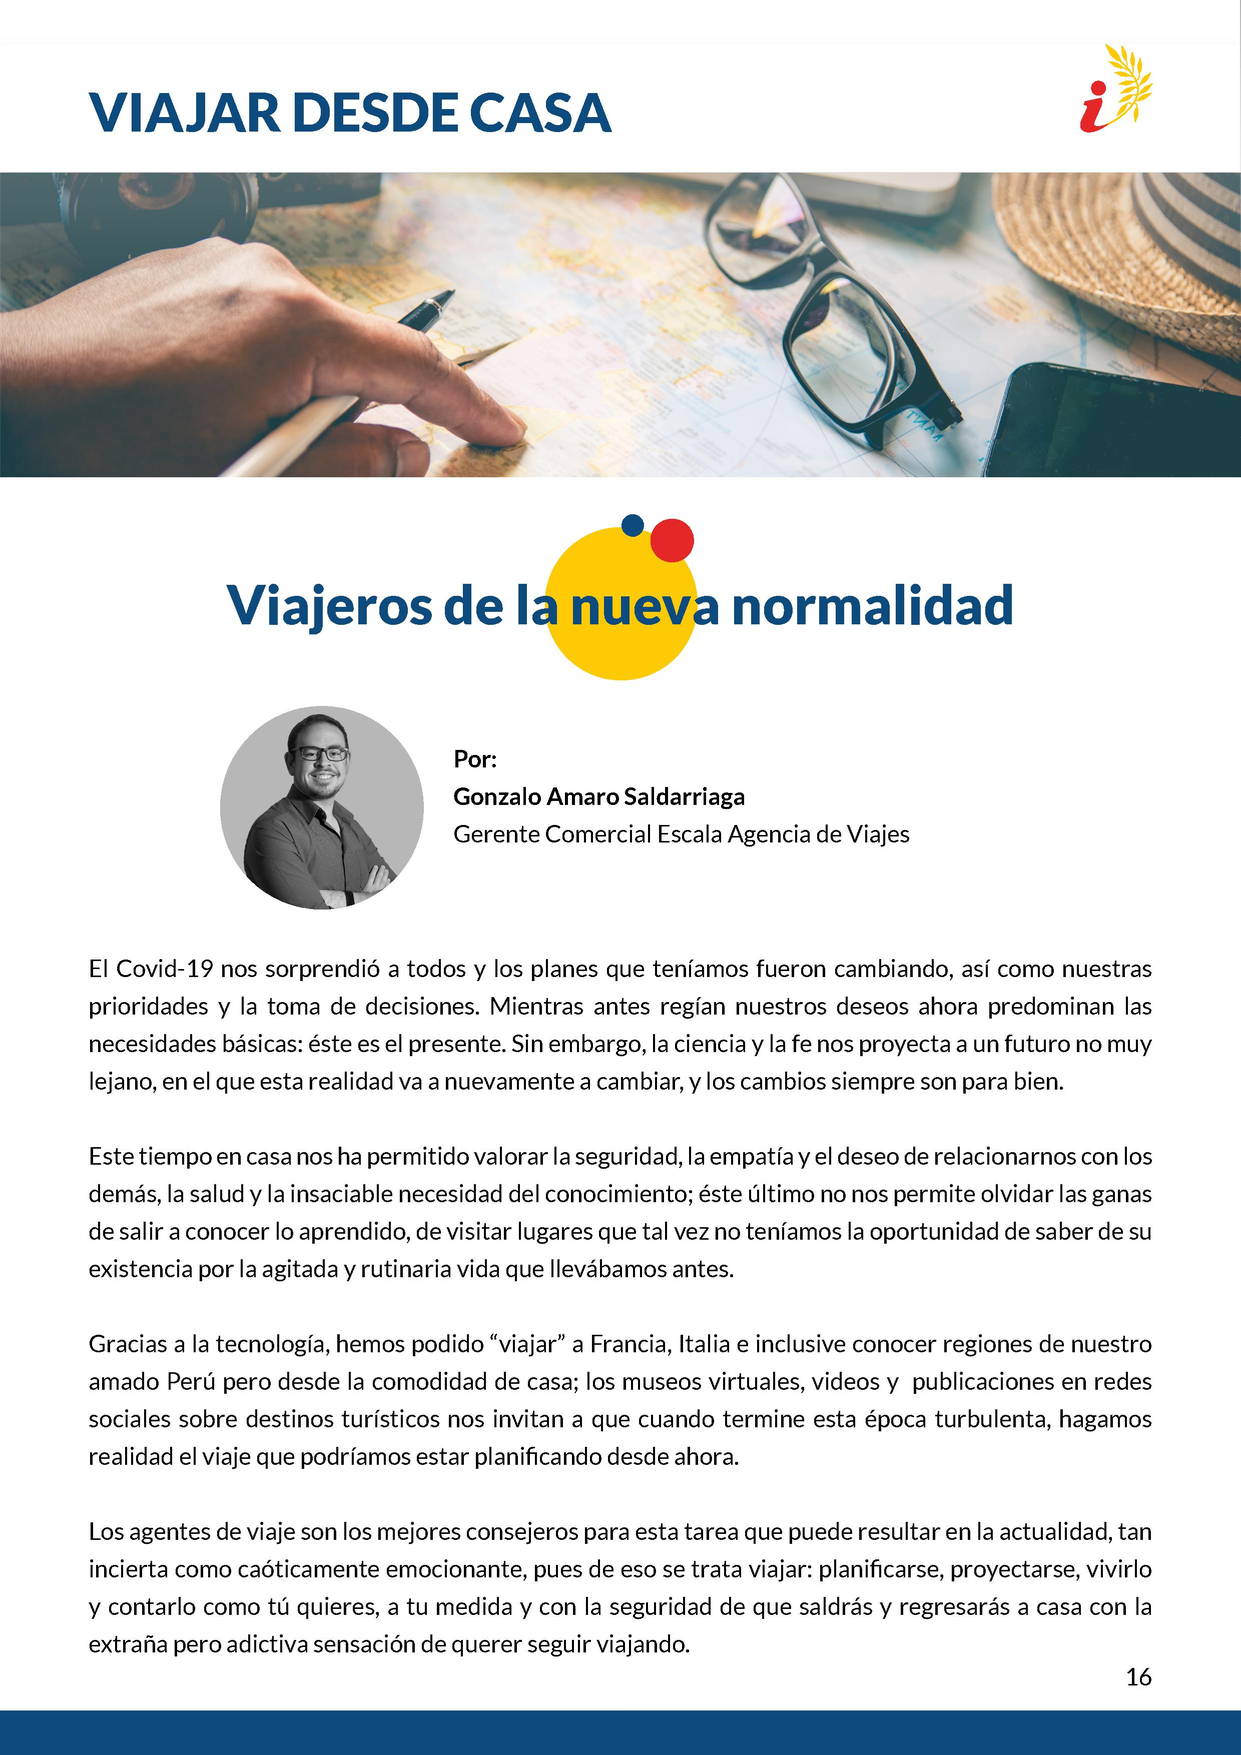 VIAJAR DESDE CASA
i
Viajeros de la nueva normalidad
Por:
Gonzalo Amaro Saldarriaga
Gerente Comercial Escala Agencia de Viajes
El Covid-19 nos sorprendió a todos y los planes que teníamos fueron cambiando, así como nuestras
prioridades y la toma de decisiones. Mientras antes regían nuestros deseos ahora predominan las
necesidades básicas: éste es el presente. Sin embargo, la ciencia y la fe nos proyecta a un futuro no muy
lejano, en el que esta realidad va a nuevamente a cambiar, y los cambios siempre son para bien.
Este tiempo en casa nos ha permitido valorar la seguridad, la empatía y el deseo de relacionarnos con los
demás, la salud y la insaciable necesidad del conocimiento; éste último no nos permite olvidar las ganas
de salir a conocer lo aprendido, de visitar lugares que tal vez no teníamos la oportunidad de saber de su
existencia por la agitada y rutinaria vida que llevábamos antes.
Gracias a la tecnología, hemos podido “viajar” a Francia, Italia e inclusive conocer regiones de nuestro
amado Perú pero desde la comodidad de casa; los museos virtuales, videos y  publicaciones en redes
sociales sobre destinos turísticos nos invitan a que cuando termine esta época turbulenta, hagamos
realidad el viaje que podríamos estar planificando desde ahora.
Los agentes de viaje son los mejores consejeros para esta tarea que puede resultar en la actualidad, tan
incierta como caóticamente emocionante, pues de eso se trata viajar: planificarse, proyectarse, vivirlo
y contarlo como tú quieres, a tu medida y con la seguridad de que saldrás y regresarás a casa con la
extraña pero adictiva sensación de querer seguir viajando.
16